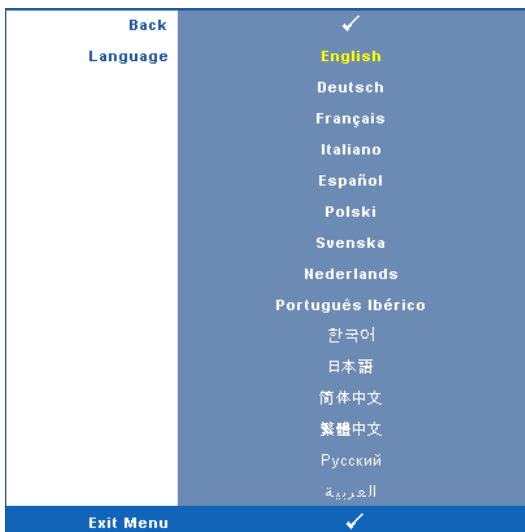 Back ✓
Language English
Deutsch
Français
Italiano
Español
Polski
Svenska
Nederlands
Português Ibérico
한국어
日本語
简体中文
繁體中文
Русский
العربية
Exit Menu ✓